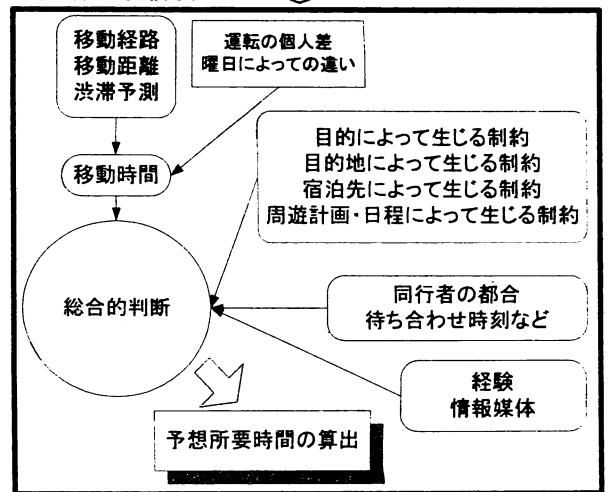 移動経路
移動距離
渋滞予測
運転の個人差
曜日によっての違い
移動時間
目的によって生じる制約
目的地によって生じる制約
宿泊先によって生じる制約
周遊計画・日程によって生じる制約
総合的判断
同行者の都合
待ち合わせ時刻など
経験
情報媒体
予想所要時間の算出